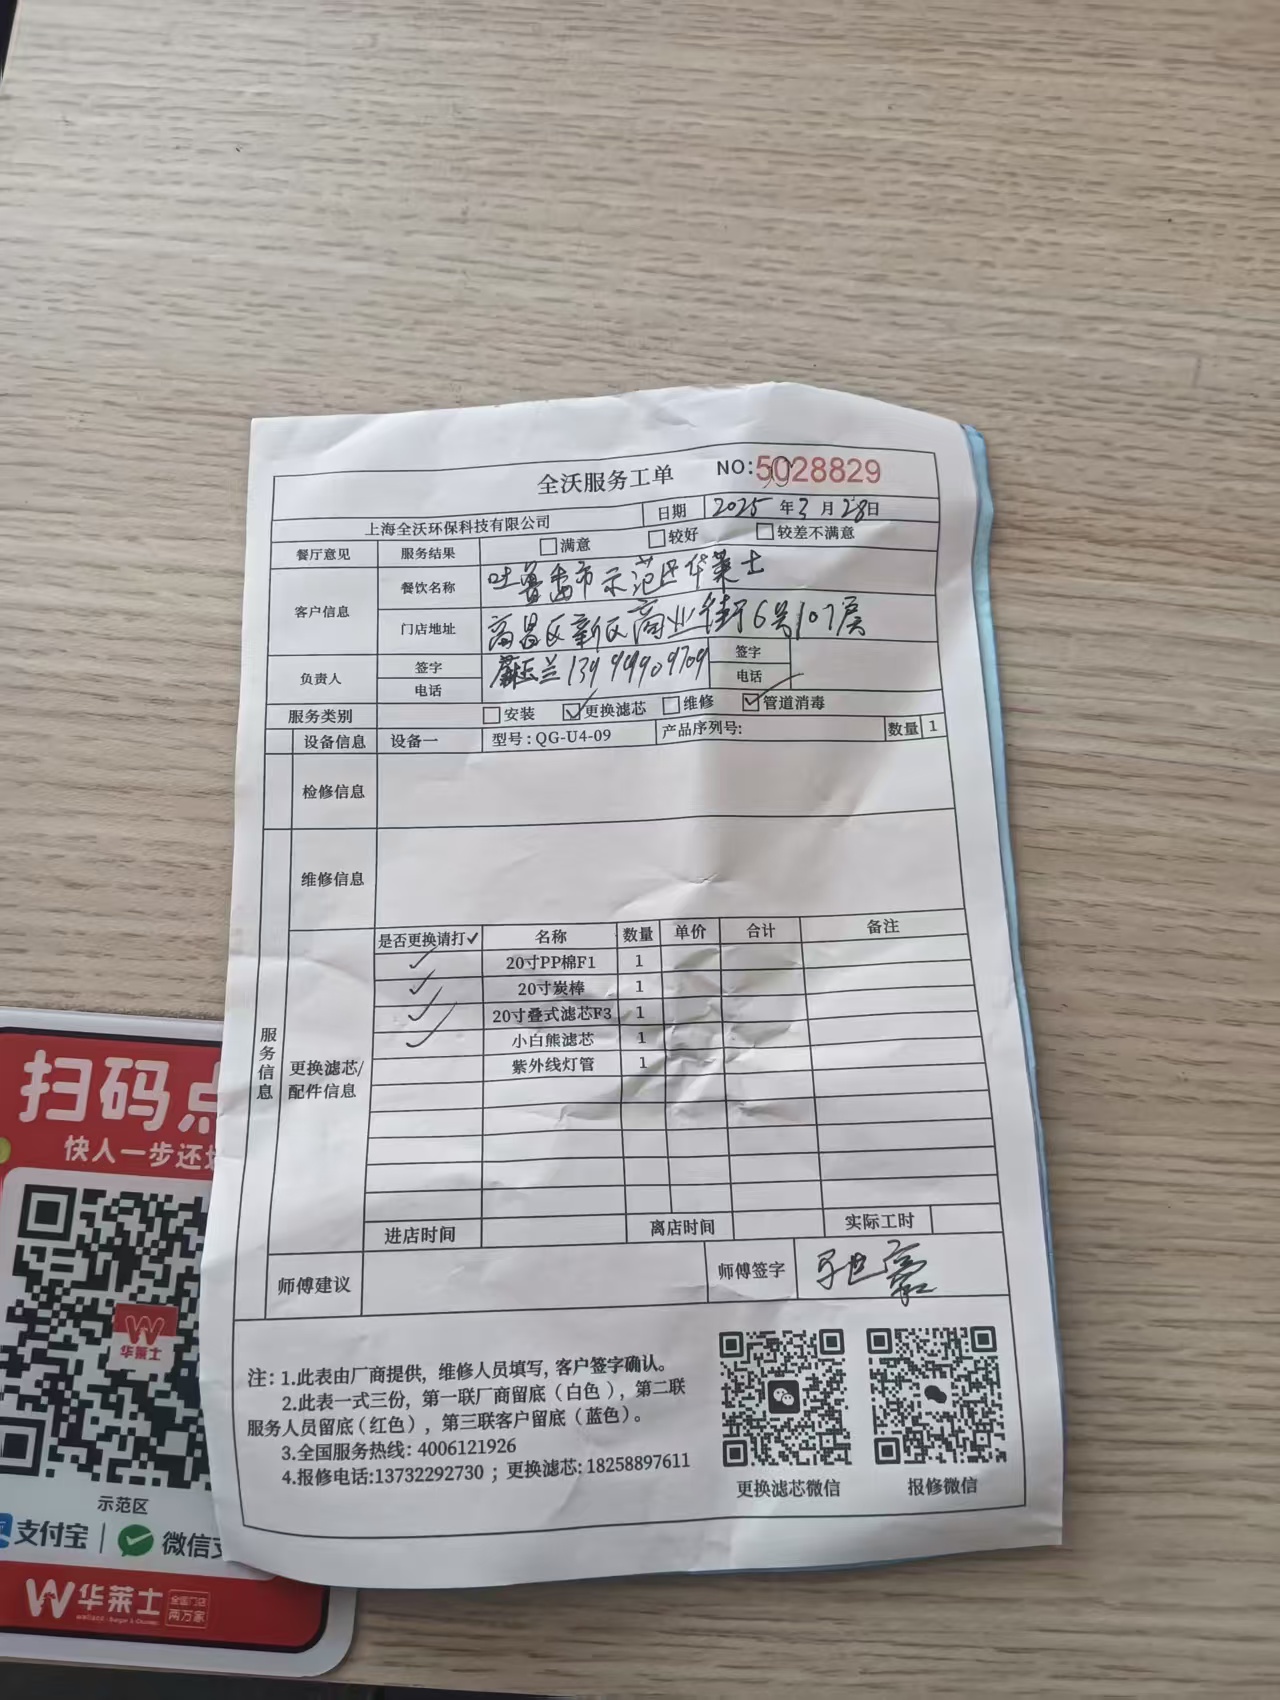 全沃服务工单 NO:5028829
上海全沃环保科技有限公司 日期 2025年3月28日
餐厅意见 服务结果 满意 较好 较差不满意
客户信息 餐饮名称 吐鲁番市示范区华莱士
门店地址 高昌区新区商业街6号107层
负责人 签字 玉兰 签字
电话 电话
服务类别 安装 更换滤芯 维修 管道消毒
设备信息 设备一 型号:QG-U4-09 产品序列号: 数量 1
检修信息
维修信息
服务信息
更换滤芯/配件信息
是否更换请打✓ 名称 数量 单价 合计 备注
✓ 20寸PP棉F1 1
✓ 20寸炭棒 1
✓ 20寸叠式滤芯F3 1
✓ 小白熊滤芯 1
紫外线灯管 1
进店时间 离店时间 实际工时
师傅建议 师傅签字
注:1.此表由厂商提供,维修人员填写,客户签字确认。
2.此表一式三份,第一联厂商留底(白色),第二联
服务人员留底(红色),第三联客户留底(蓝色)。
3.全国服务热线:4006121926
4.报修电话:13732292730;更换滤芯:18258897611
更换滤芯微信 报修微信
扫码点
快人一步还
华莱士
示范区
支付宝 | 微信支
华莱士
全国门店
两万家